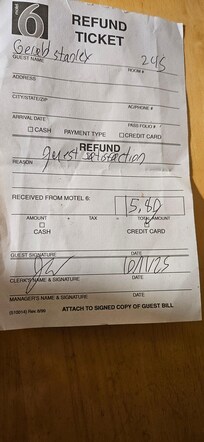 6
REFUND
TICKET
Gerald Stanley 245
GUEST NAME ROOM #
ADDRESS
CITY/STATE/ZIP AC/PHONE #
ARRIVAL DATE PASS FOLIO #
☐ CASH PAYMENT TYPE ☐ CREDIT CARD
REFUND
guest satisfaction
REASON
RECEIVED FROM MOTEL 6: 5,80
AMOUNT + TAX = TOTAL AMOUNT
☐ CASH ☐ CREDIT CARD
GUEST SIGNATURE DATE
10/11/25
CLERK'S NAME & SIGNATURE DATE
MANAGER'S NAME & SIGNATURE DATE
ATTACH TO SIGNED COPY OF GUEST BILL